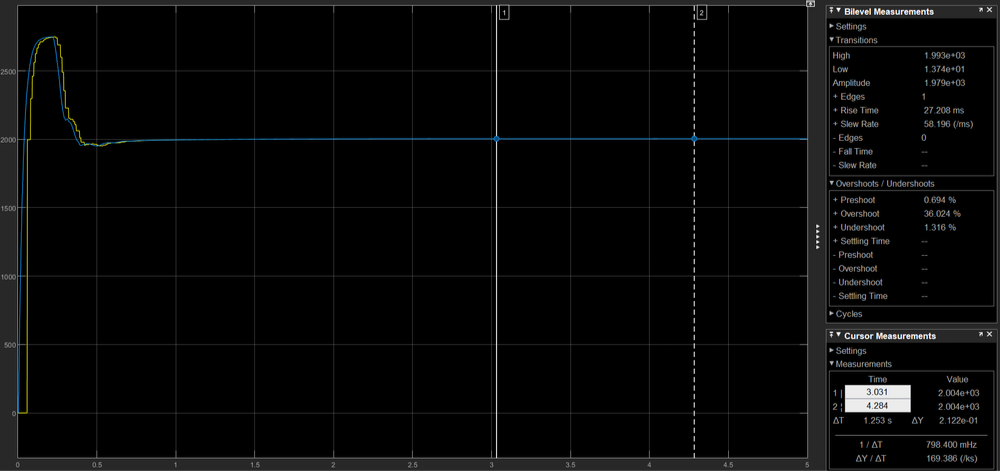 1
2
2500
2000
1500
1000
500
0
0
0.5
1
1.5
2
2.5
3
3.5
4
4.5
5
Bilevel Measurements
Settings
Transitions
High 1.993e+03
Low 1.374e+01
Amplitude 1.979e+03
+ Edges 1
+ Rise Time 27.208 ms
+ Slew Rate 58.196 (/ms)
- Edges 0
- Fall Time --
- Slew Rate --
Overshoots / Undershoots
+ Preshoot 0.694 %
+ Overshoot 36.024 %
+ Undershoot 1.316 %
+ Settling Time --
- Preshoot --
- Overshoot --
- Undershoot --
- Settling Time --
Cycles
Cursor Measurements
Settings
Measurements
Time Value
1 | 3.031 2.004e+03
2 ¦ 4.284 2.004e+03
ΔT 1.253 s ΔY 2.122e-01
1 / ΔT 798.400 mHz
ΔY / ΔT 169.386 (/ks)